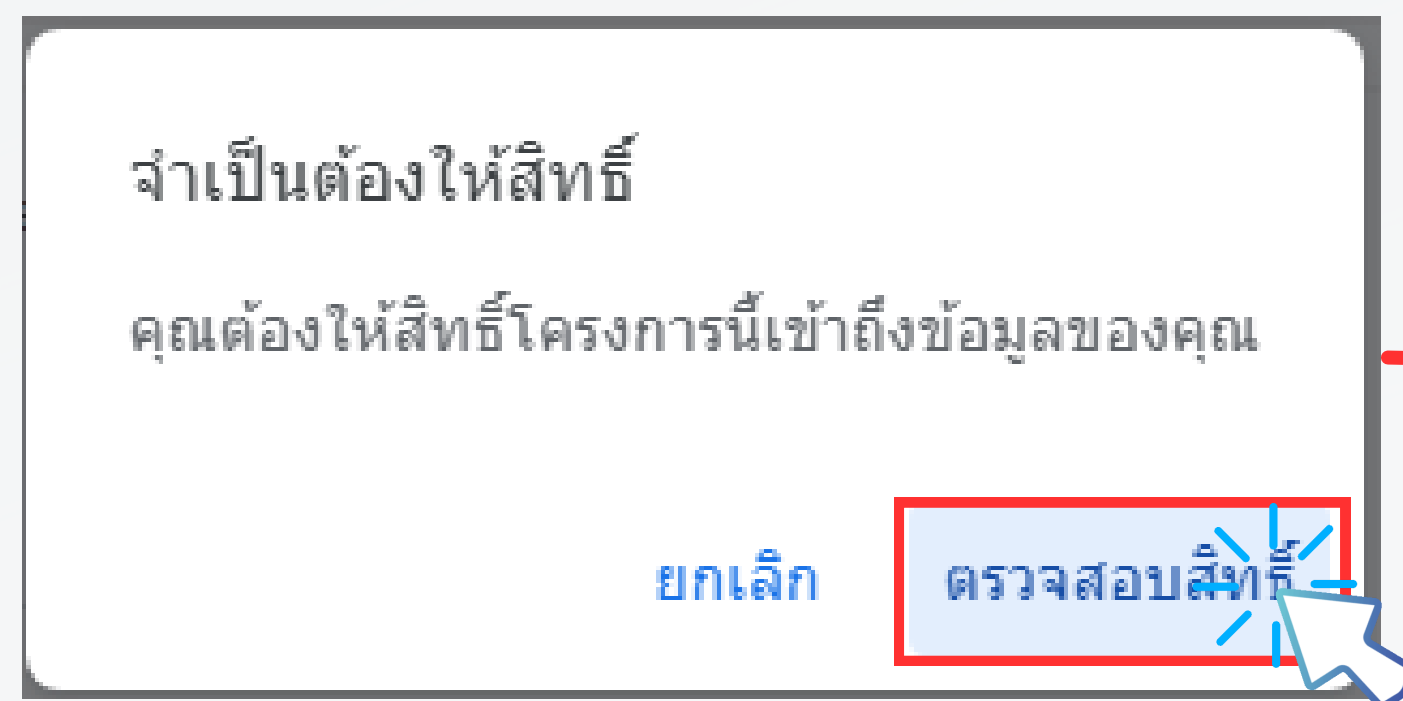 จำเป็นต้องให้สิทธิ์
คุณต้องให้สิทธิ์โครงการนี้เข้าถึงข้อมูลของคุณ
ยกเลิก ตรวจสอบสิทธิ์